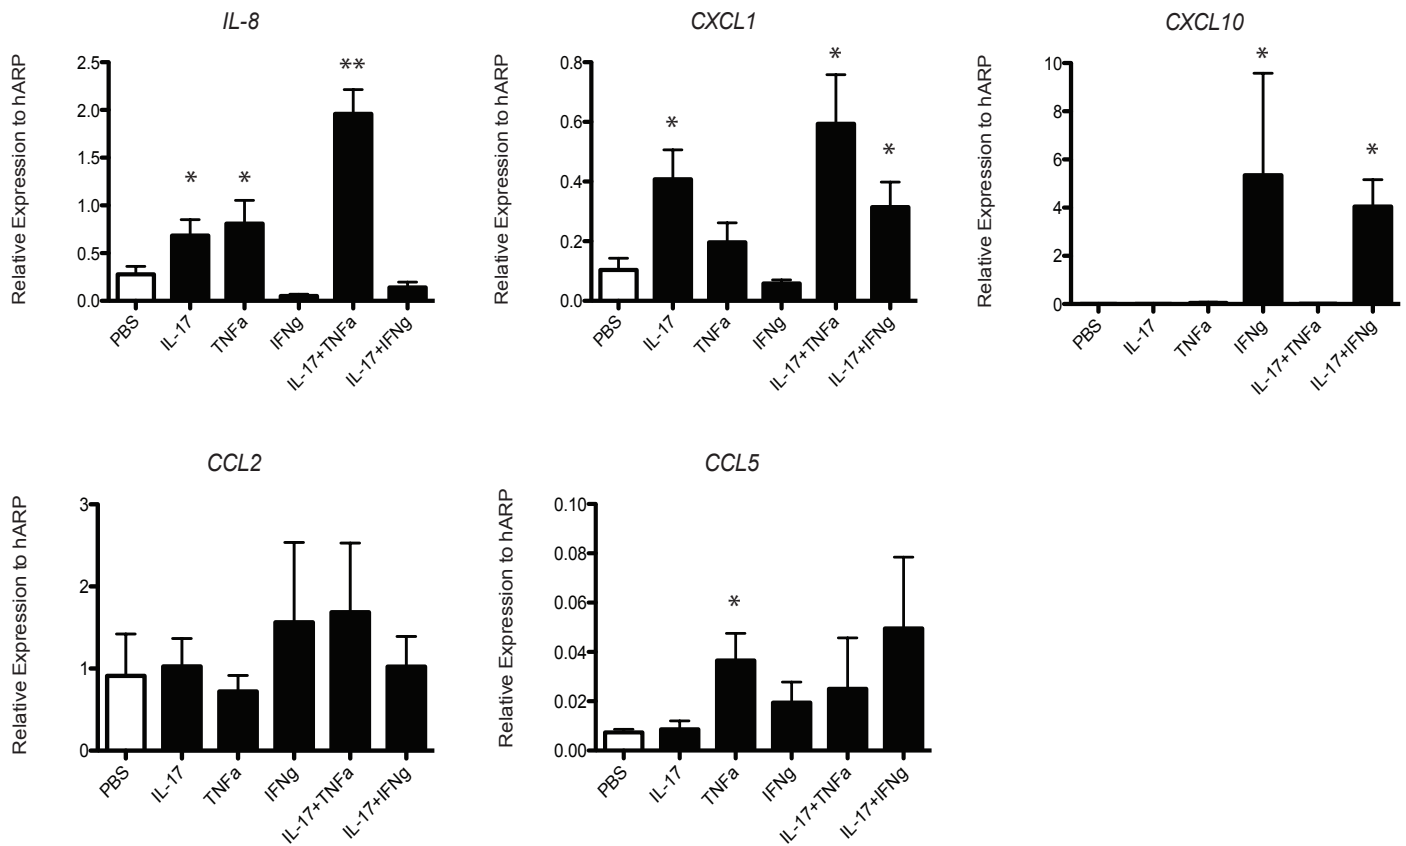 IL-8
Relative Expression to hARP
2.5
2.0
1.5
1.0
0.5
0.0
*
*
**
PBS
IL-17
TNFa
IFNg
IL-17+TNFa
IL-17+IFNg
CXCL1
Relative Expression to hARP
0.8
0.6
0.4
0.2
0.0
*
*
*
PBS
IL-17
TNFa
IFNg
IL-17+TNFa
IL-17+IFNg
CXCL10
Relative Expression to hARP
10
8
6
4
2
0
*
*
PBS
IL-17
TNFa
IFNg
IL-17+TNFa
IL-17+IFNg
CCL2
Relative Expression to hARP
3
2
1
0
PBS
IL-17
TNFa
IFNg
IL-17+TNFa
IL-17+IFNg
CCL5
Relative Expression to hARP
0.10
0.08
0.06
0.04
0.02
0.00
*
PBS
IL-17
TNFa
IFNg
IL-17+TNFa
IL-17+IFNg